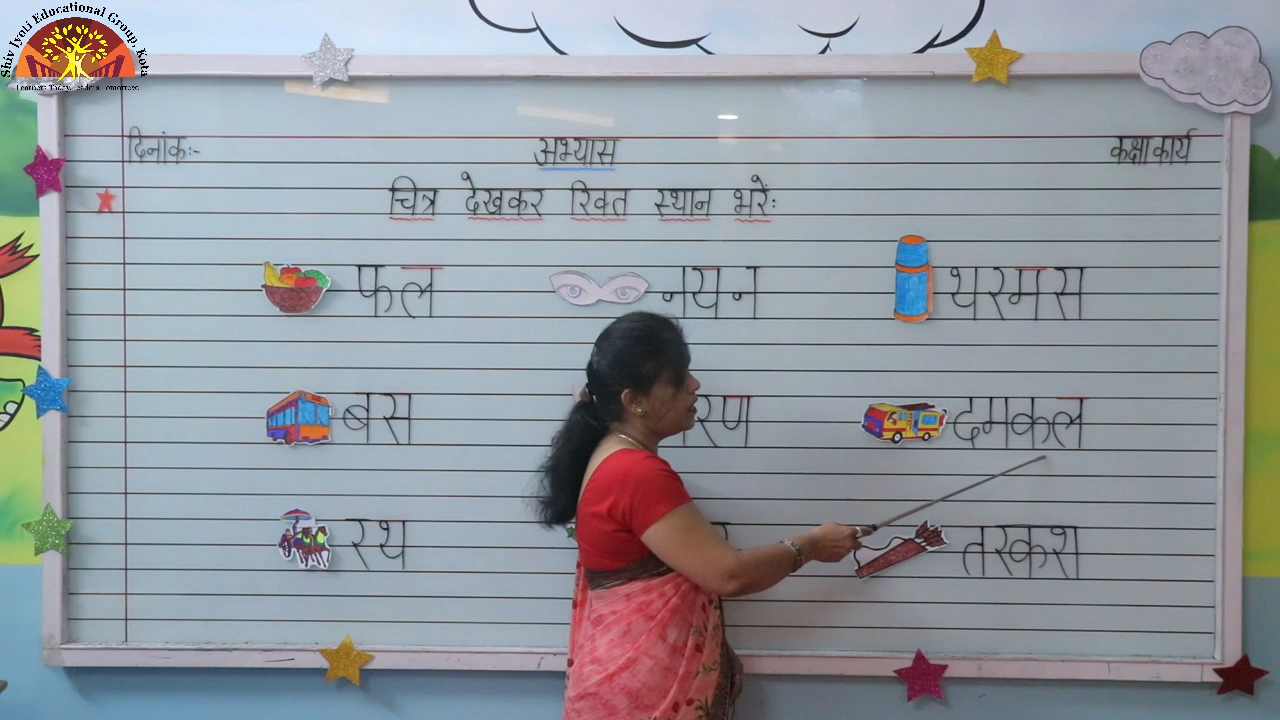 Shiv Jyoti Educational Group, Kota
दिनांक:- अभ्यास कक्षा कार्य
चित्र देखकर रिक्त स्थान भरें:
फल नयन थरमस
बस रण दमकल
रथ तरकश